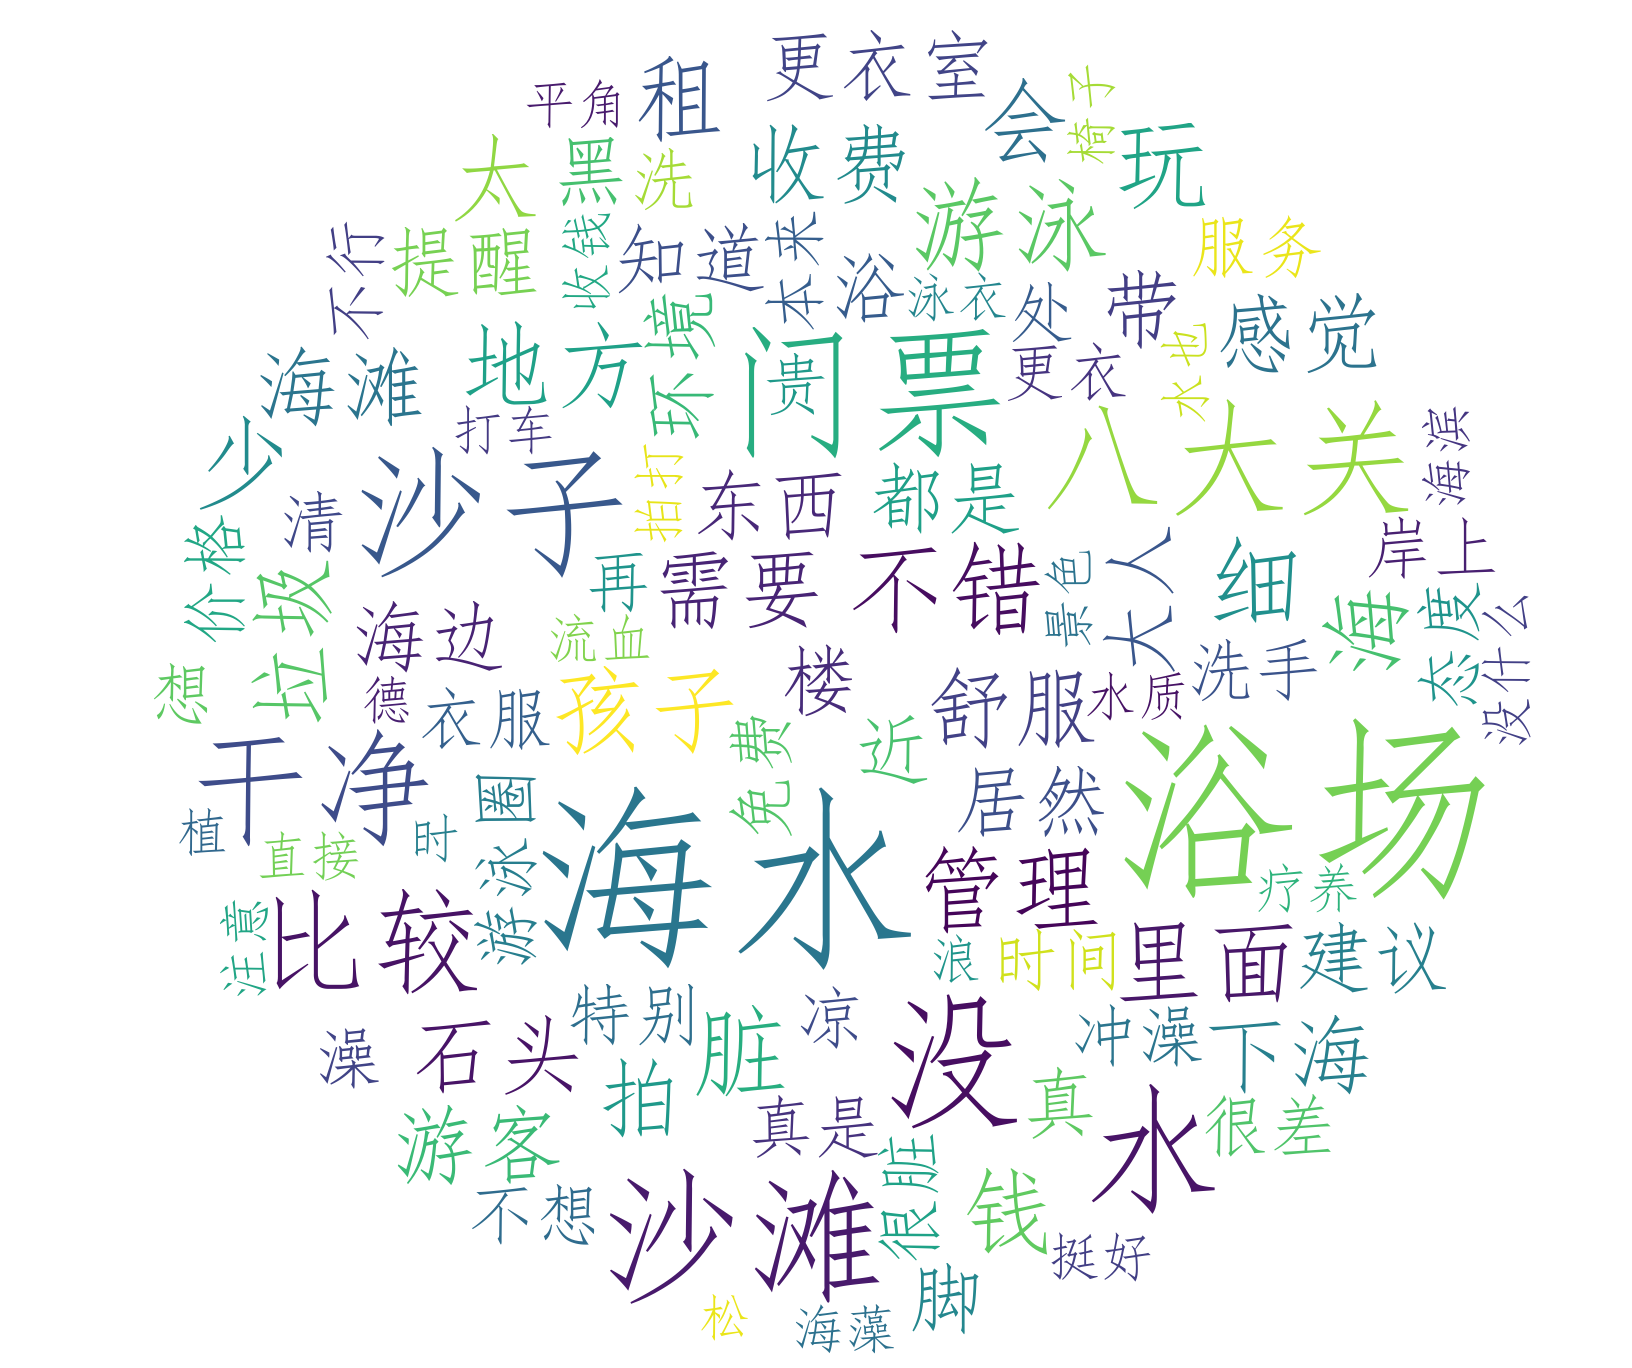 更衣室
租
平角
会
椅子
玩
收费
太
黑
洗
游泳
服务
不行
提醒
收钱
知道
本来
浴
泳衣
处
带
感觉
环境
地方
门票
贵
更衣
水也
海滩
少
打车
沙子
拍打
东西
都是
八大关
海滨
清
价格
垃圾
再
需要
不错
景色
大人
细
岸上
海
态度
没什么
海边
流血
楼
想
德
衣服
孩子
舒服
水质
洗手
干净
免费
近
居然
浴场
植
直接
时
游泳圈
海水
管理
疗养
注意
比较
浪
时间
里面
建议
特别
脏
凉
没
冲澡
下海
澡
石头
拍
真是
真
水
很差
游客
很脏
不想
沙滩
钱
挺好
脚
松
海藻